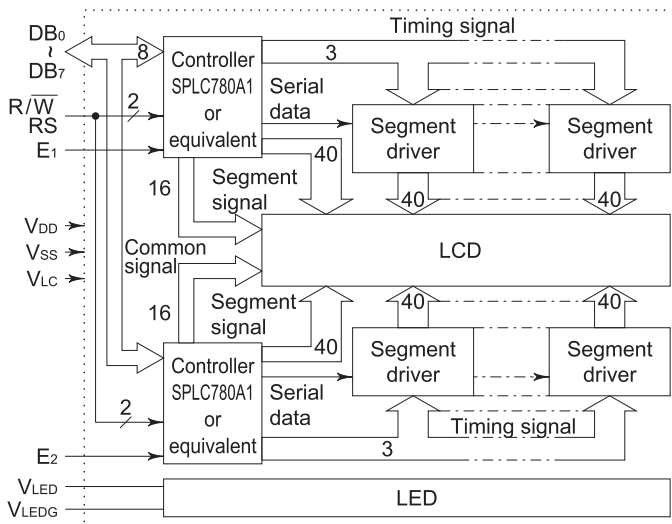 Timing signal
DB0
~
DB7
8
Controller
SPLC780A1
or
equivalent
3
Serial
data
R/W̅
RS
2
E1
Segment
driver
Segment
driver
40
16
Segment
signal
40
40
LCD
VDD
VSS
VLC
Common
signal
16
Segment
signal
40
40
40
Controller
SPLC780A1
or
equivalent
Segment
driver
Segment
driver
Serial
data
2
Timing signal
3
E2
VLED
VLEDG
LED